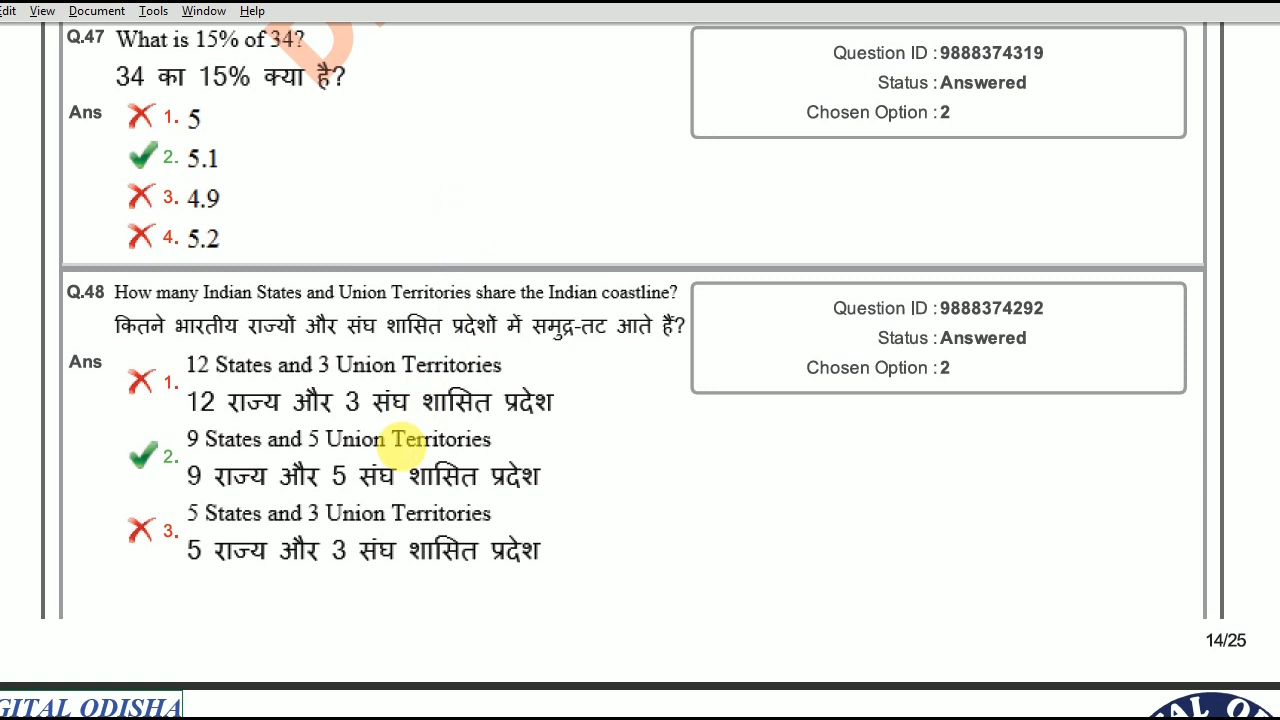 Edit View Document Tools Window Help
Q.47 What is 15% of 34?
34 का 15% क्या है?
Question ID : 9888374319
Status : Answered
Chosen Option : 2
Ans
1. 5
2. 5.1
3. 4.9
4. 5.2
Q.48 How many Indian States and Union Territories share the Indian coastline?
कितने भारतीय राज्यों और संघ शासित प्रदेशों में समुद्र-तट आते हैं?
Question ID : 9888374292
Status : Answered
Chosen Option : 2
Ans
1. 12 States and 3 Union Territories
12 राज्य और 3 संघ शासित प्रदेश
2. 9 States and 5 Union Territories
9 राज्य और 5 संघ शासित प्रदेश
3. 5 States and 3 Union Territories
5 राज्य और 3 संघ शासित प्रदेश
14/25
GITAL ODISHA